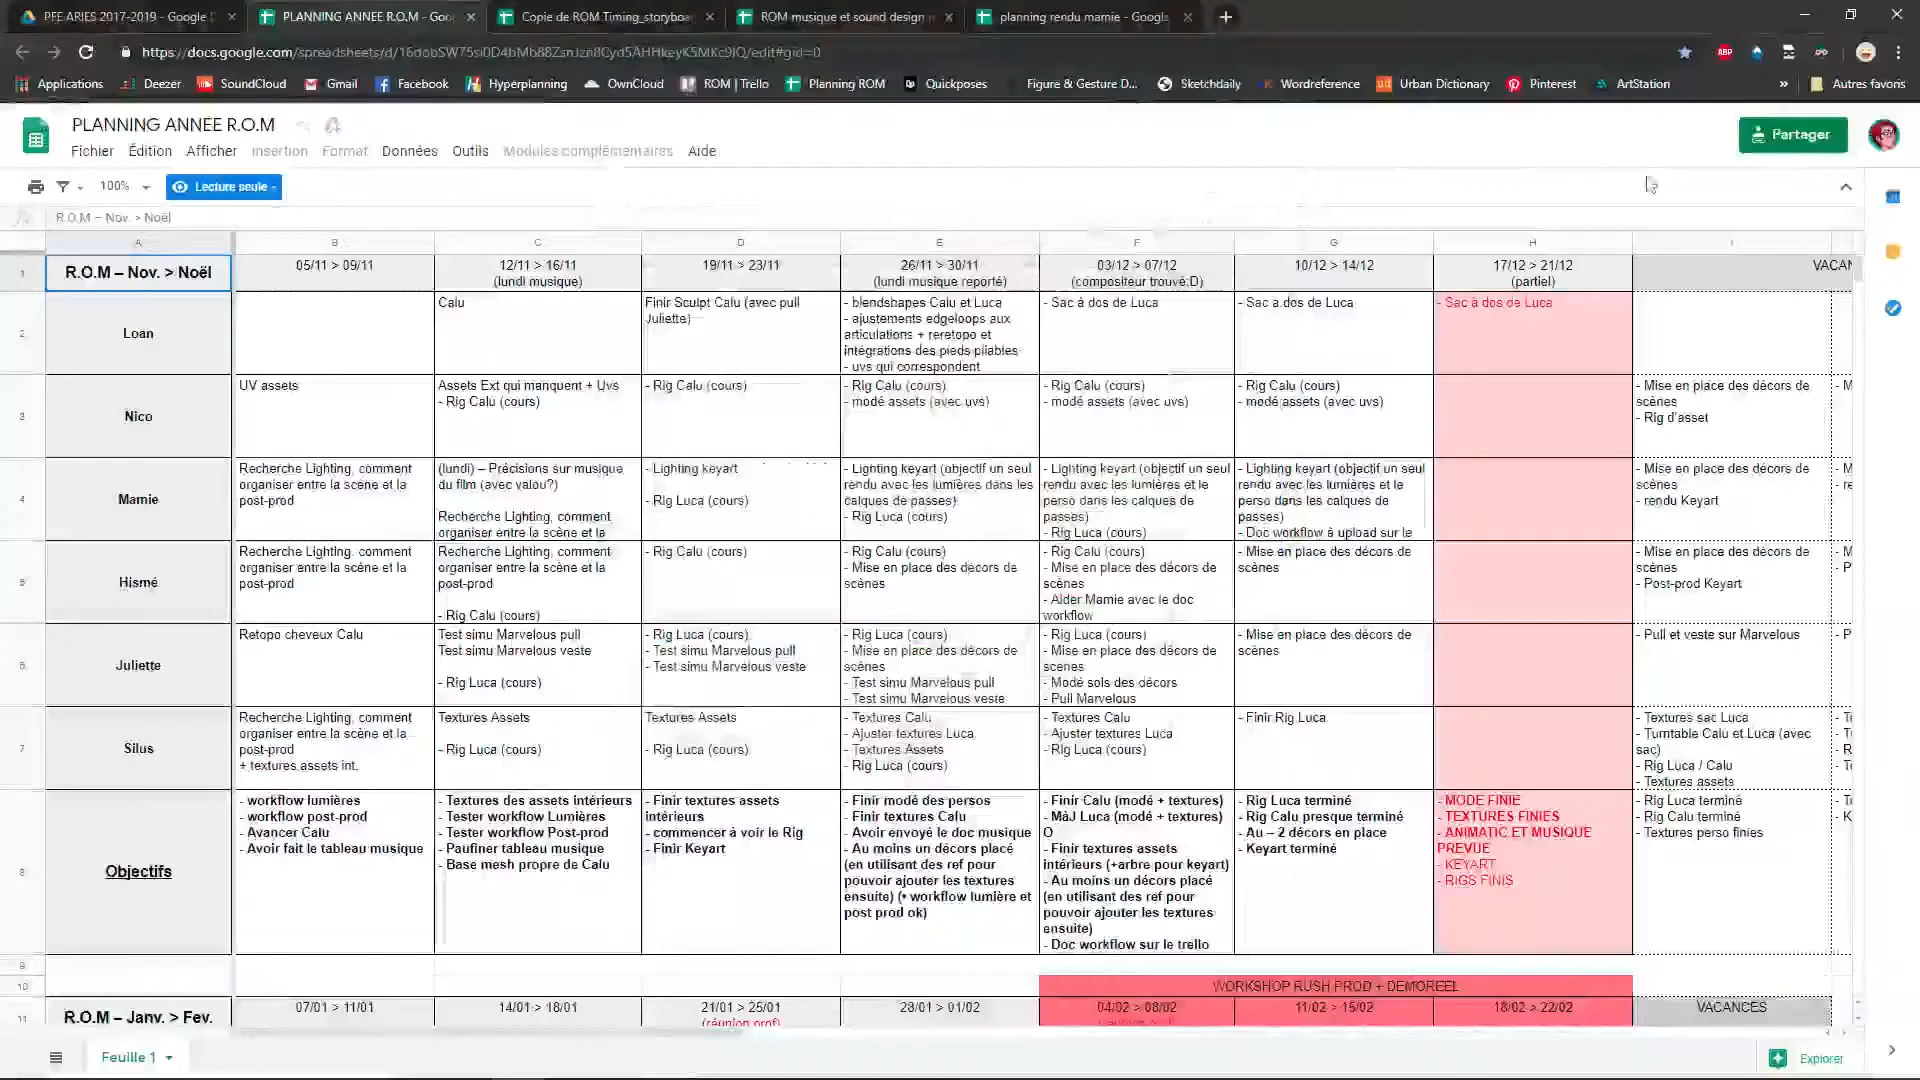 PFE ARIES 2017-2019 - Google
PLANNING ANNÉE R.O.M - Goo
Copie de ROM Timing_storyboa
ROM musique et sound design
planning rendu mamie - Google
Applications
Deezer
SoundCloud
Gmail
Facebook
Hyperplanning
OwnCloud
ROM | Trello
Planning ROM
Quickposes
Figure & Gesture D...
Sketchdaily
Wordreference
Urban Dictionary
Pinterest
ArtStation
»
Autres favoris
PLANNING ANNÉE R.O.M
Partager
Fichier Édition Afficher Insertion Format Données Outils Modules complémentaires Aide
100%
Lecture seule
R.O.M – Nov. > Noël
A B C D E F G H I
1
R.O.M – Nov. > Noël
05/11 > 09/11
12/11 > 16/11
(lundi musique)
19/11 > 23/11
26/11 > 30/11
(lundi musique reporté)
03/12 > 07/12
(compositeur trouvé:D)
10/12 > 14/12
17/12 > 21/12
(partiel)
VACAN
2
Loan
Calu
Finir Sculpt Calu (avec pull
Juliette)
- blendshapes Calu et Luca
- ajustements edgeloops aux
articulations + reretopo et
intégrations des pieds pliables
- uvs qui correspondent
- Sac à dos de Luca
- Sac à dos de Luca
- Sac à dos de Luca
3
Nico
UV assets
Assets Ext qui manquent + Uvs
- Rig Calu (cours)
- Rig Calu (cours)
- Rig Calu (cours)
- modé assets (avec uvs)
- Rig Calu (cours)
- modé assets (avec uvs)
- Rig Calu (cours)
- modé assets (avec uvs)
- Mise en place des décors de
scènes
- Rig d'asset
- M
4
Mamie
Recherche Lighting, comment
organiser entre la scène et la
post-prod
(lundi) – Précisions sur musique
du film (avec valou?)
Recherche Lighting, comment
organiser entre la scène et la
- Lighting keyart
- Rig Luca (cours)
- Lighting keyart (objectif un seul
rendu avec les lumières dans les
calques de passes)
- Rig Luca (cours)
- Lighting keyart (objectif un seul
rendu avec les lumières et le
perso dans les calques de
passes)
- Rig Luca (cours)
- Lighting keyart (objectif un seul
rendu avec les lumières et le
perso dans les calques de
passes)
- Doc workflow à upload sur le
- Mise en place des décors de
scènes
- rendu Keyart
- M
- re
5
Hismé
Recherche Lighting, comment
organiser entre la scène et la
post-prod
Recherche Lighting, comment
organiser entre la scène et la
post-prod
- Rig Calu (cours)
- Rig Calu (cours)
- Rig Calu (cours)
- Mise en place des décors de
scènes
- Rig Calu (cours)
- Mise en place des décors de
scènes
- Aider Mamie avec le doc
workflow
- Mise en place des décors de
scènes
- Mise en place des décors de
scènes
- Post-prod Keyart
- M
- P
6
Juliette
Retopo cheveux Calu
Test simu Marvelous pull
Test simu Marvelous veste
- Rig Luca (cours)
- Rig Luca (cours)
- Test simu Marvelous pull
- Test simu Marvelous veste
- Rig Luca (cours)
- Mise en place des décors de
scènes
- Test simu Marvelous pull
- Test simu Marvelous veste
- Rig Luca (cours)
- Mise en place des décors de
scènes
- Modé sols des décors
- Pull Marvelous
- Mise en place des décors de
scènes
- Pull et veste sur Marvelous
- P
7
Silus
Recherche Lighting, comment
organiser entre la scène et la
post-prod
+ textures assets int.
Textures Assets
- Rig Luca (cours)
Textures Assets
- Rig Luca (cours)
- Textures Calu
- Ajuster textures Luca
- Textures Assets
- Rig Luca (cours)
- Textures Calu
- Ajuster textures Luca
- Rig Luca (cours)
- Finir Rig Luca
- Textures sac Luca
- Turntable Calu et Luca (avec
sac)
- Rig Luca / Calu
- Textures assets
8
Objectifs
- workflow lumières
- workflow post-prod
- Avancer Calu
- Avoir fait le tableau musique
- Textures des assets intérieurs
- Tester workflow Lumières
- Tester workflow Post-prod
- Paufiner tableau musique
- Base mesh propre de Calu
- Finir textures assets
intérieurs
- commencer à voir le Rig
- Finir Keyart
- Finir modé des persos
- Finir textures Calu
- Avoir envoyé le doc musique
- Au moins un décors placé
(en utilisant des ref pour
pouvoir ajouter les textures
ensuite) (+ workflow lumière et
post prod ok)
- Finir Calu (modé + textures)
- MàJ Luca (modé + textures)
O
- Finir textures assets
intérieurs (+arbre pour keyart)
- Au moins un décors placé
(en utilisant des ref pour
pouvoir ajouter les textures
ensuite)
- Doc workflow sur le trello
- Rig Luca terminé
- Rig Calu presque terminé
- Au – 2 décors en place
- Keyart terminé
- MODE FINIE
- TEXTURES FINIES
- ANIMATIC ET MUSIQUE
PREVUE
- KEYART
- RIGS FINIS
- Rig Luca terminé
- Rig Calu terminé
- Textures perso finies
9
10
WORKSHOP RUSH PROD + DEMOREEL
11
R.O.M – Janv. > Fev.
07/01 > 11/01
14/01 > 18/01
21/01 > 25/01
(réunion prof)
28/01 > 01/02
04/02 > 08/02
11/02 > 15/02
18/02 > 22/02
VACANCES
Feuille 1
Explorer